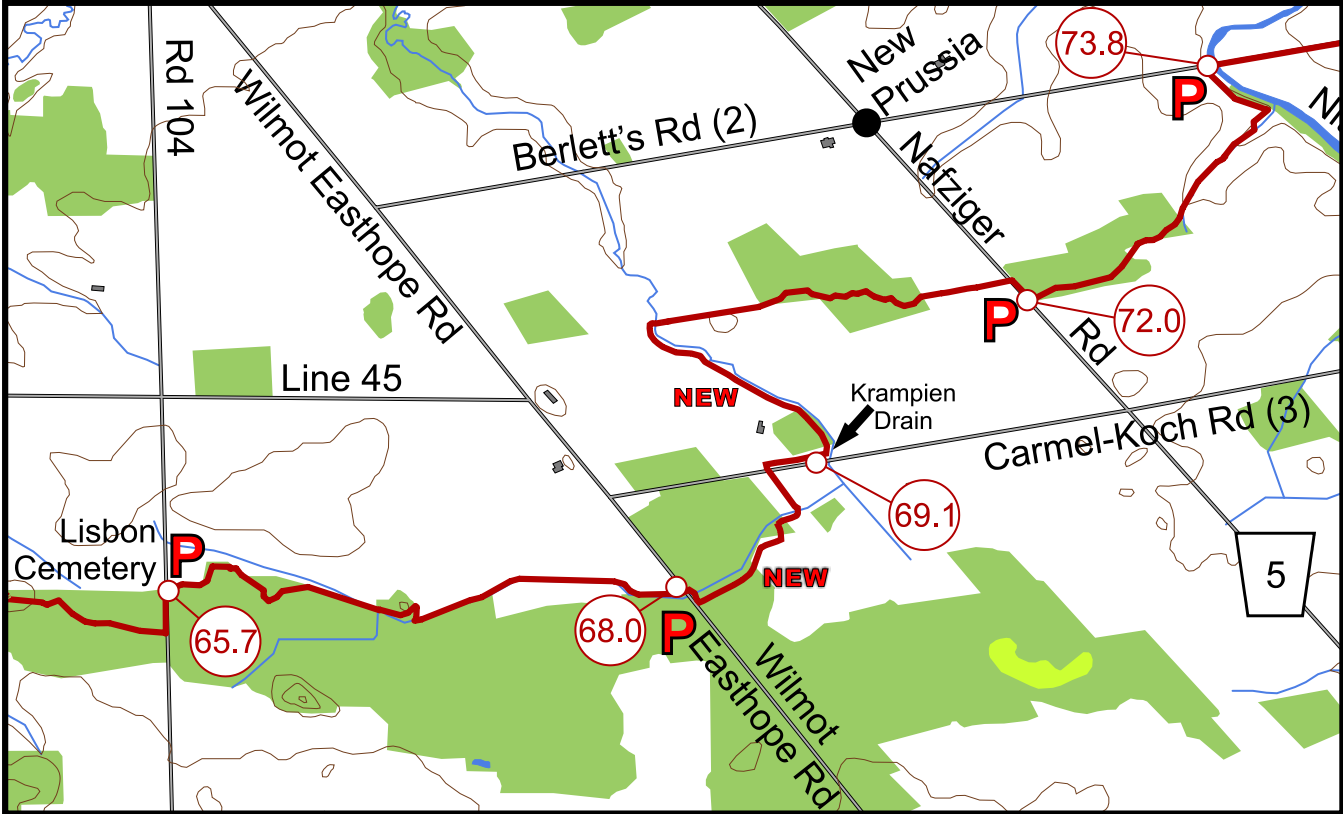 Rd 104
Wilmot Easthope Rd
Berlett's Rd (2)
New
Prussia
73.8
P
Nafziger
Rd
P
72.0
Line 45
NEW
Krampien
Drain
Carmel-Koch Rd (3)
69.1
Lisbon
Cemetery
P
65.7
68.0
P
NEW
Wilmot
Easthope Rd
5